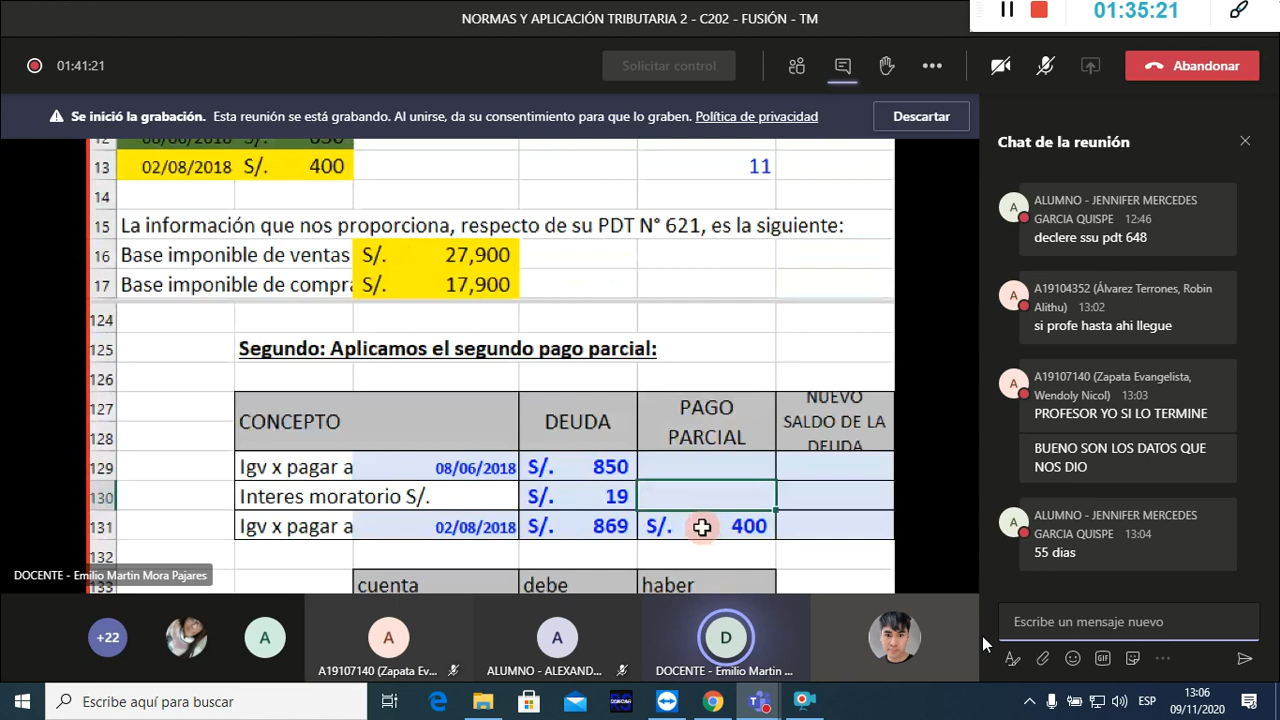 NORMAS Y APLICACIÓN TRIBUTARIA 2 - C202 - FUSIÓN - TM
01:35:21
01:41:21
Solicitar control
Abandonar
Se inició la grabación. Esta reunión se está grabando. Al unirse, da su consentimiento para que lo graben. Política de privacidad
Descartar
12 08/06/2018 S/. 850
13 02/08/2018 S/. 400 11
14
15 La información que nos proporciona, respecto de su PDT N° 621, es la siguiente:
16 Base imponible de ventas S/. 27,900
17 Base imponible de compra S/. 17,900
124
125 Segundo: Aplicamos el segundo pago parcial:
126
127 CONCEPTO DEUDA PAGO PARCIAL NUEVO SALDO DE LA DEUDA
128
129 Igv x pagar a 08/06/2018 S/. 850
130 Interes moratorio S/. S/. 19
131 Igv x pagar a 02/08/2018 S/. 869 S/. 400
132
133 cuenta debe haber
DOCENTE - Emilio Martin Mora Pajares
+22
A
A
A
D
A19107140 (Zapata Ev...
ALUMNO - ALEXAND...
DOCENTE - Emilio Martin ...
Chat de la reunión
A
ALUMNO - JENNIFER MERCEDES
GARCIA QUISPE 12:46
declere ssu pdt 648
A
A19104352 (Álvarez Terrones, Robin
Alithu) 13:02
si profe hasta ahi llegue
A
A19107140 (Zapata Evangelista,
Wendoly Nicol) 13:03
PROFESOR YO SI LO TERMINE
BUENO SON LOS DATOS QUE
NOS DIO
A
ALUMNO - JENNIFER MERCEDES
GARCIA QUISPE 13:04
55 dias
Escribe un mensaje nuevo
GIF
Escribe aquí para buscar
ESP
13:06
09/11/2020